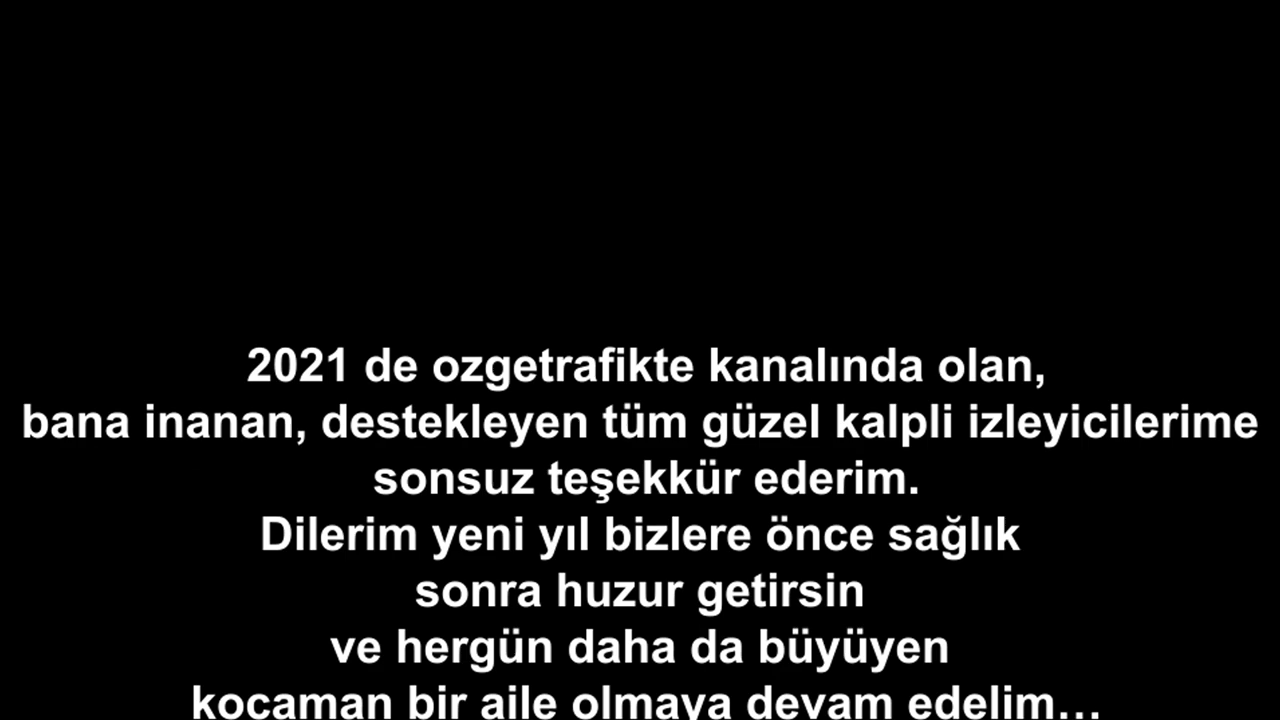 2021 de ozgetrafikte kanalında olan,
bana inanan, destekleyen tüm güzel kalpli izleyicilerime
sonsuz teşekkür ederim.
Dilerim yeni yıl bizlere önce sağlık
sonra huzur getirsin
ve hergün daha da büyüyen
kocaman bir aile olmaya devam edelim…